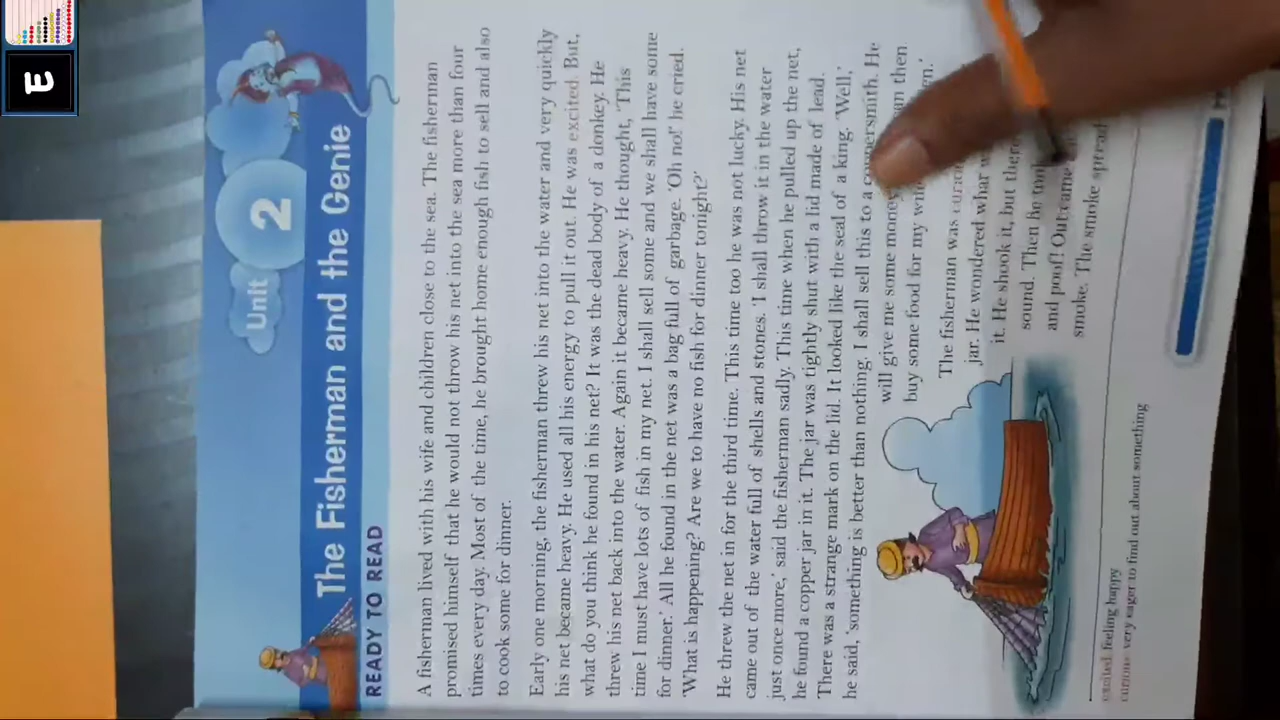 Unit 2
The Fisherman and the Genie
READY TO READ
A fisherman lived with his wife and children close to the sea. The fisherman
promised himself that he would not throw his net into the sea more than four
times every day. Most of the time, he brought home enough fish to sell and also
to cook some for dinner.
Early one morning, the fisherman threw his net into the water and very quickly
his net became heavy. He used all his energy to pull it out. He was excited. But,
what do you think he found in his net? It was the dead body of a donkey. He
threw his net back into the water. Again it became heavy. He thought, 'This
time I must have lots of fish in my net. I shall sell some and we shall have some
for dinner.' All he found in the net was a bag full of garbage. 'Oh no!' he cried.
'What is happening? Are we to have no fish for dinner tonight?'
He threw the net in for the third time. This time too he was not lucky. His net
came out of the water full of shells and stones. 'I shall throw it in the water
just once more,' said the fisherman sadly. This time when he pulled up the net,
he found a copper jar in it. The jar was tightly shut with a lid made of lead.
There was a strange mark on the lid. It looked like the seal of a king. 'Well,'
he said, 'something is better than nothing. I shall sell this to a coppersmith. He
will give me some money can then
buy some food for my
The fisherman was
jar. He wondered what
it. He shook it, but there
sound. Then he
and poof! Out came
smoke. The smoke spread
excited feeling happy
curious very eager to find out about something
E